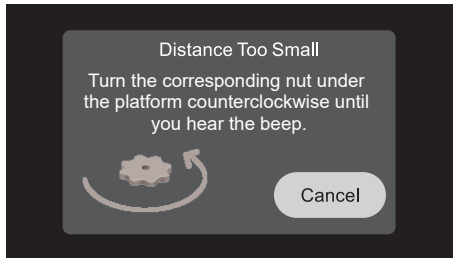 Distance Too Small
Turn the corresponding nut under
the platform counterclockwise until
you hear the beep.
Cancel